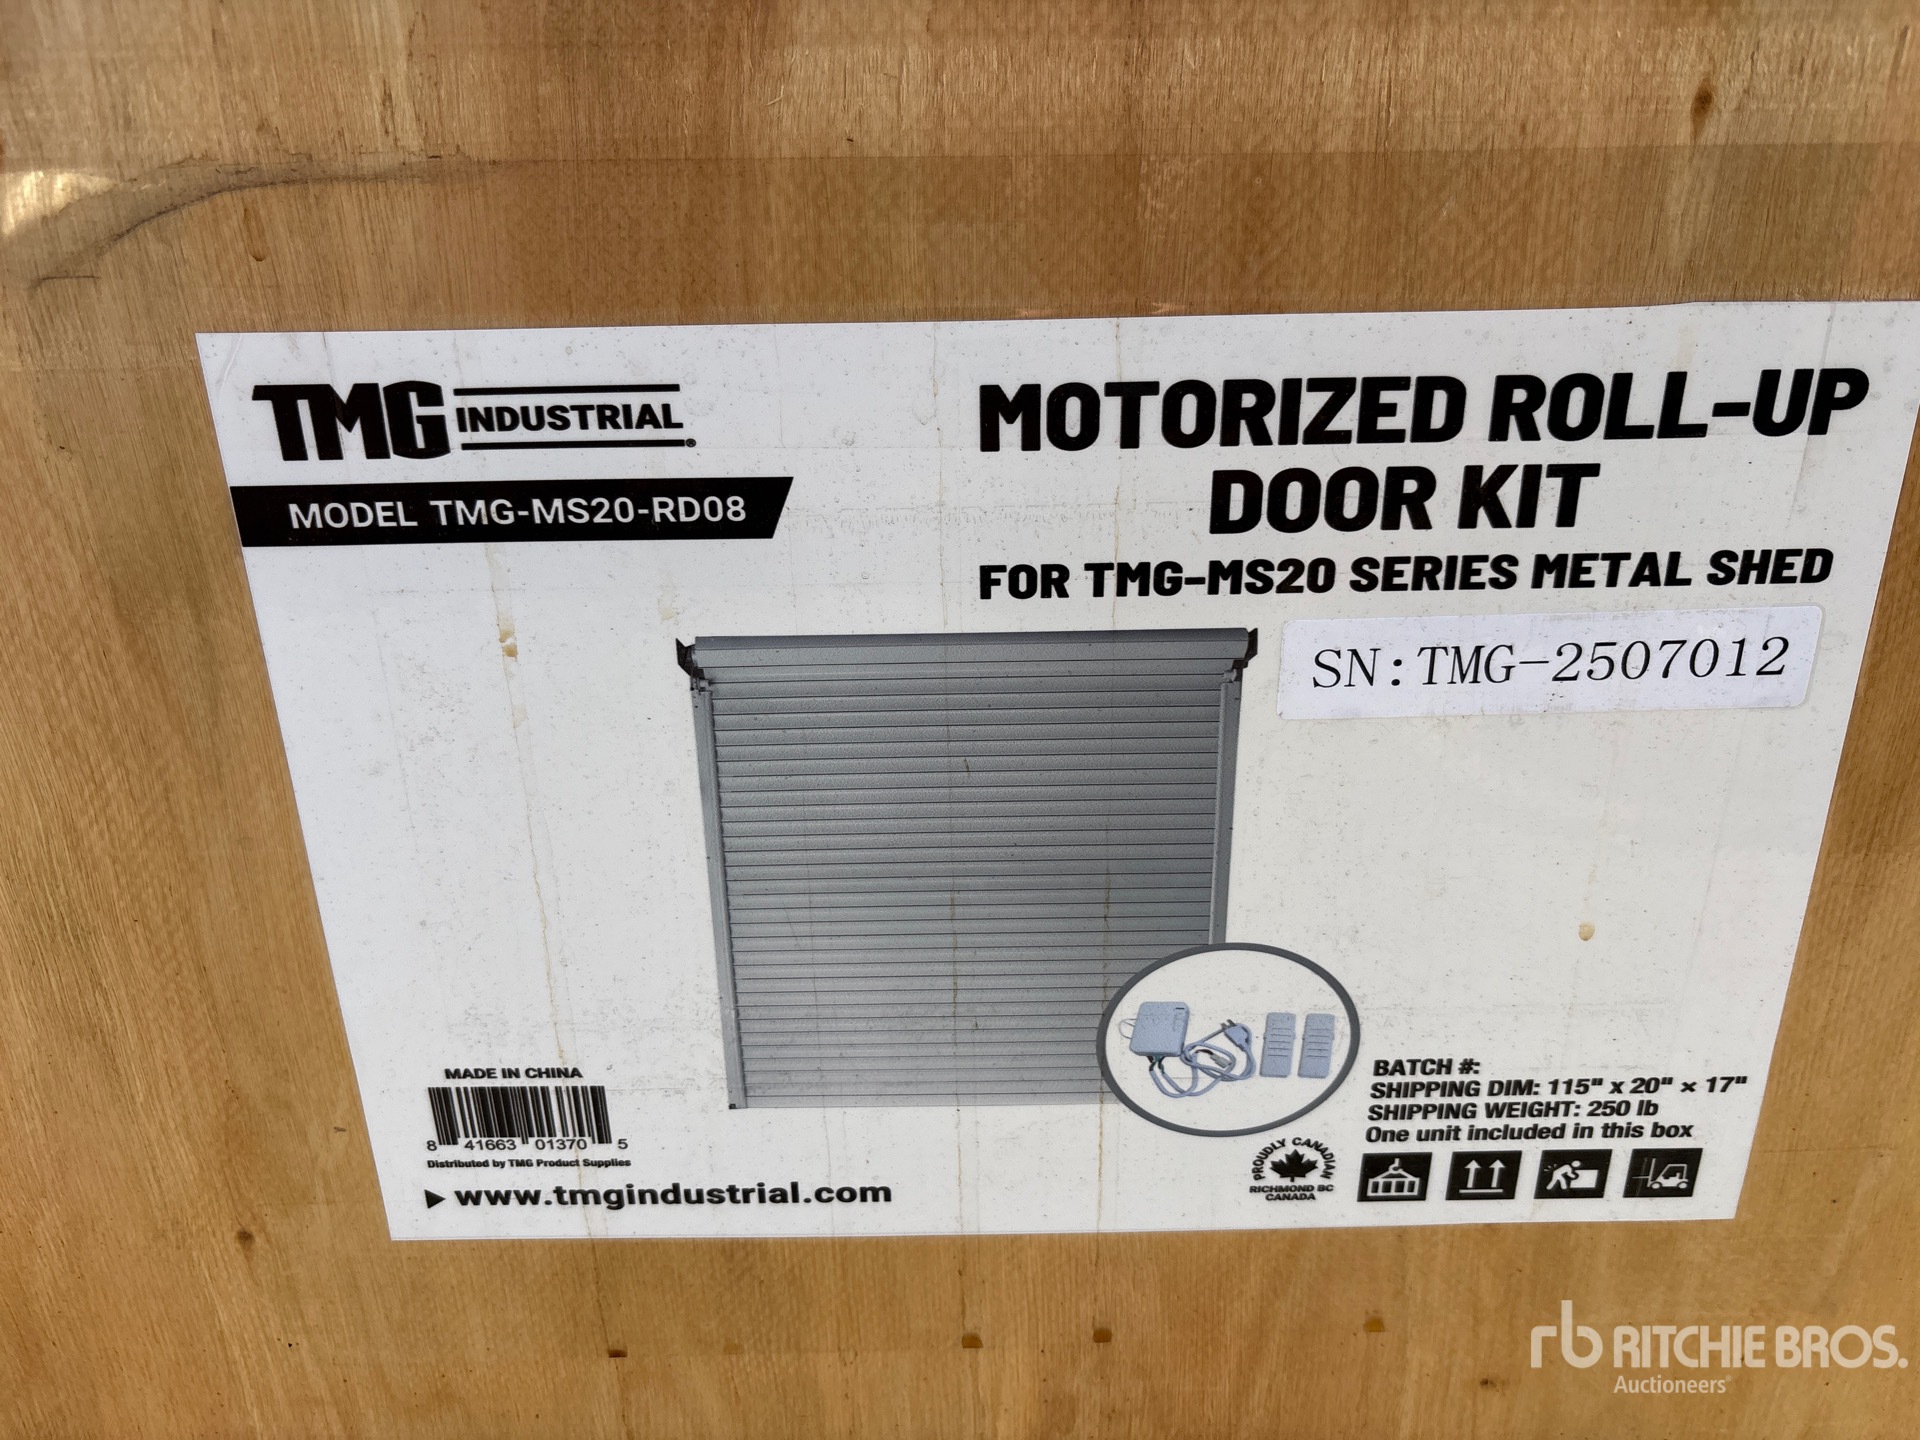 TMG INDUSTRIAL®
MODEL TMG-MS20-RD08
MOTORIZED ROLL-UP
DOOR KIT
FOR TMG-MS20 SERIES METAL SHED
SN:TMG-2507012
MADE IN CHINA
8 41663 01370 5
Distributed by TMG Product Supplies
▶ www.tmgindustrial.com
PROUDLY CANADIAN
RICHMOND BC
CANADA
BATCH #:
SHIPPING DIM: 115" x 20" × 17"
SHIPPING WEIGHT: 250 lb
One unit included in this box
rb RITCHIE BROS.
Auctioneers